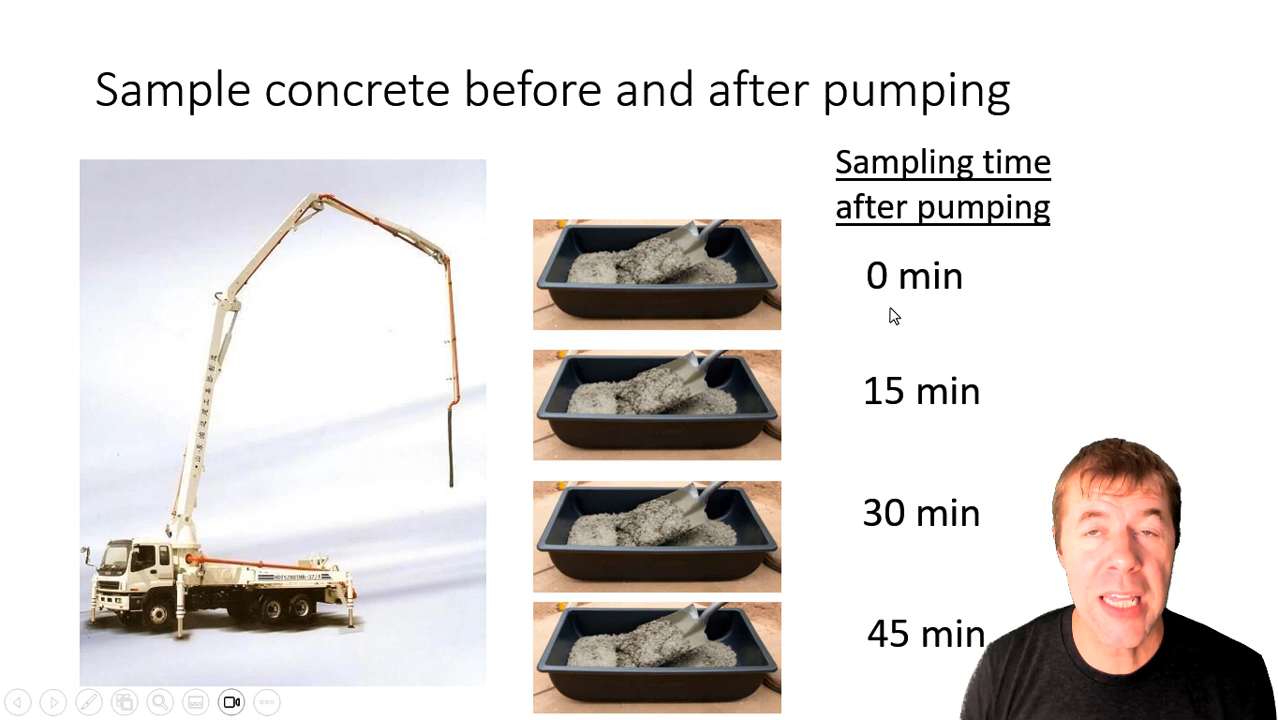 Sample concrete before and after pumping
Sampling time
after pumping
0 min
15 min
30 min
45 min